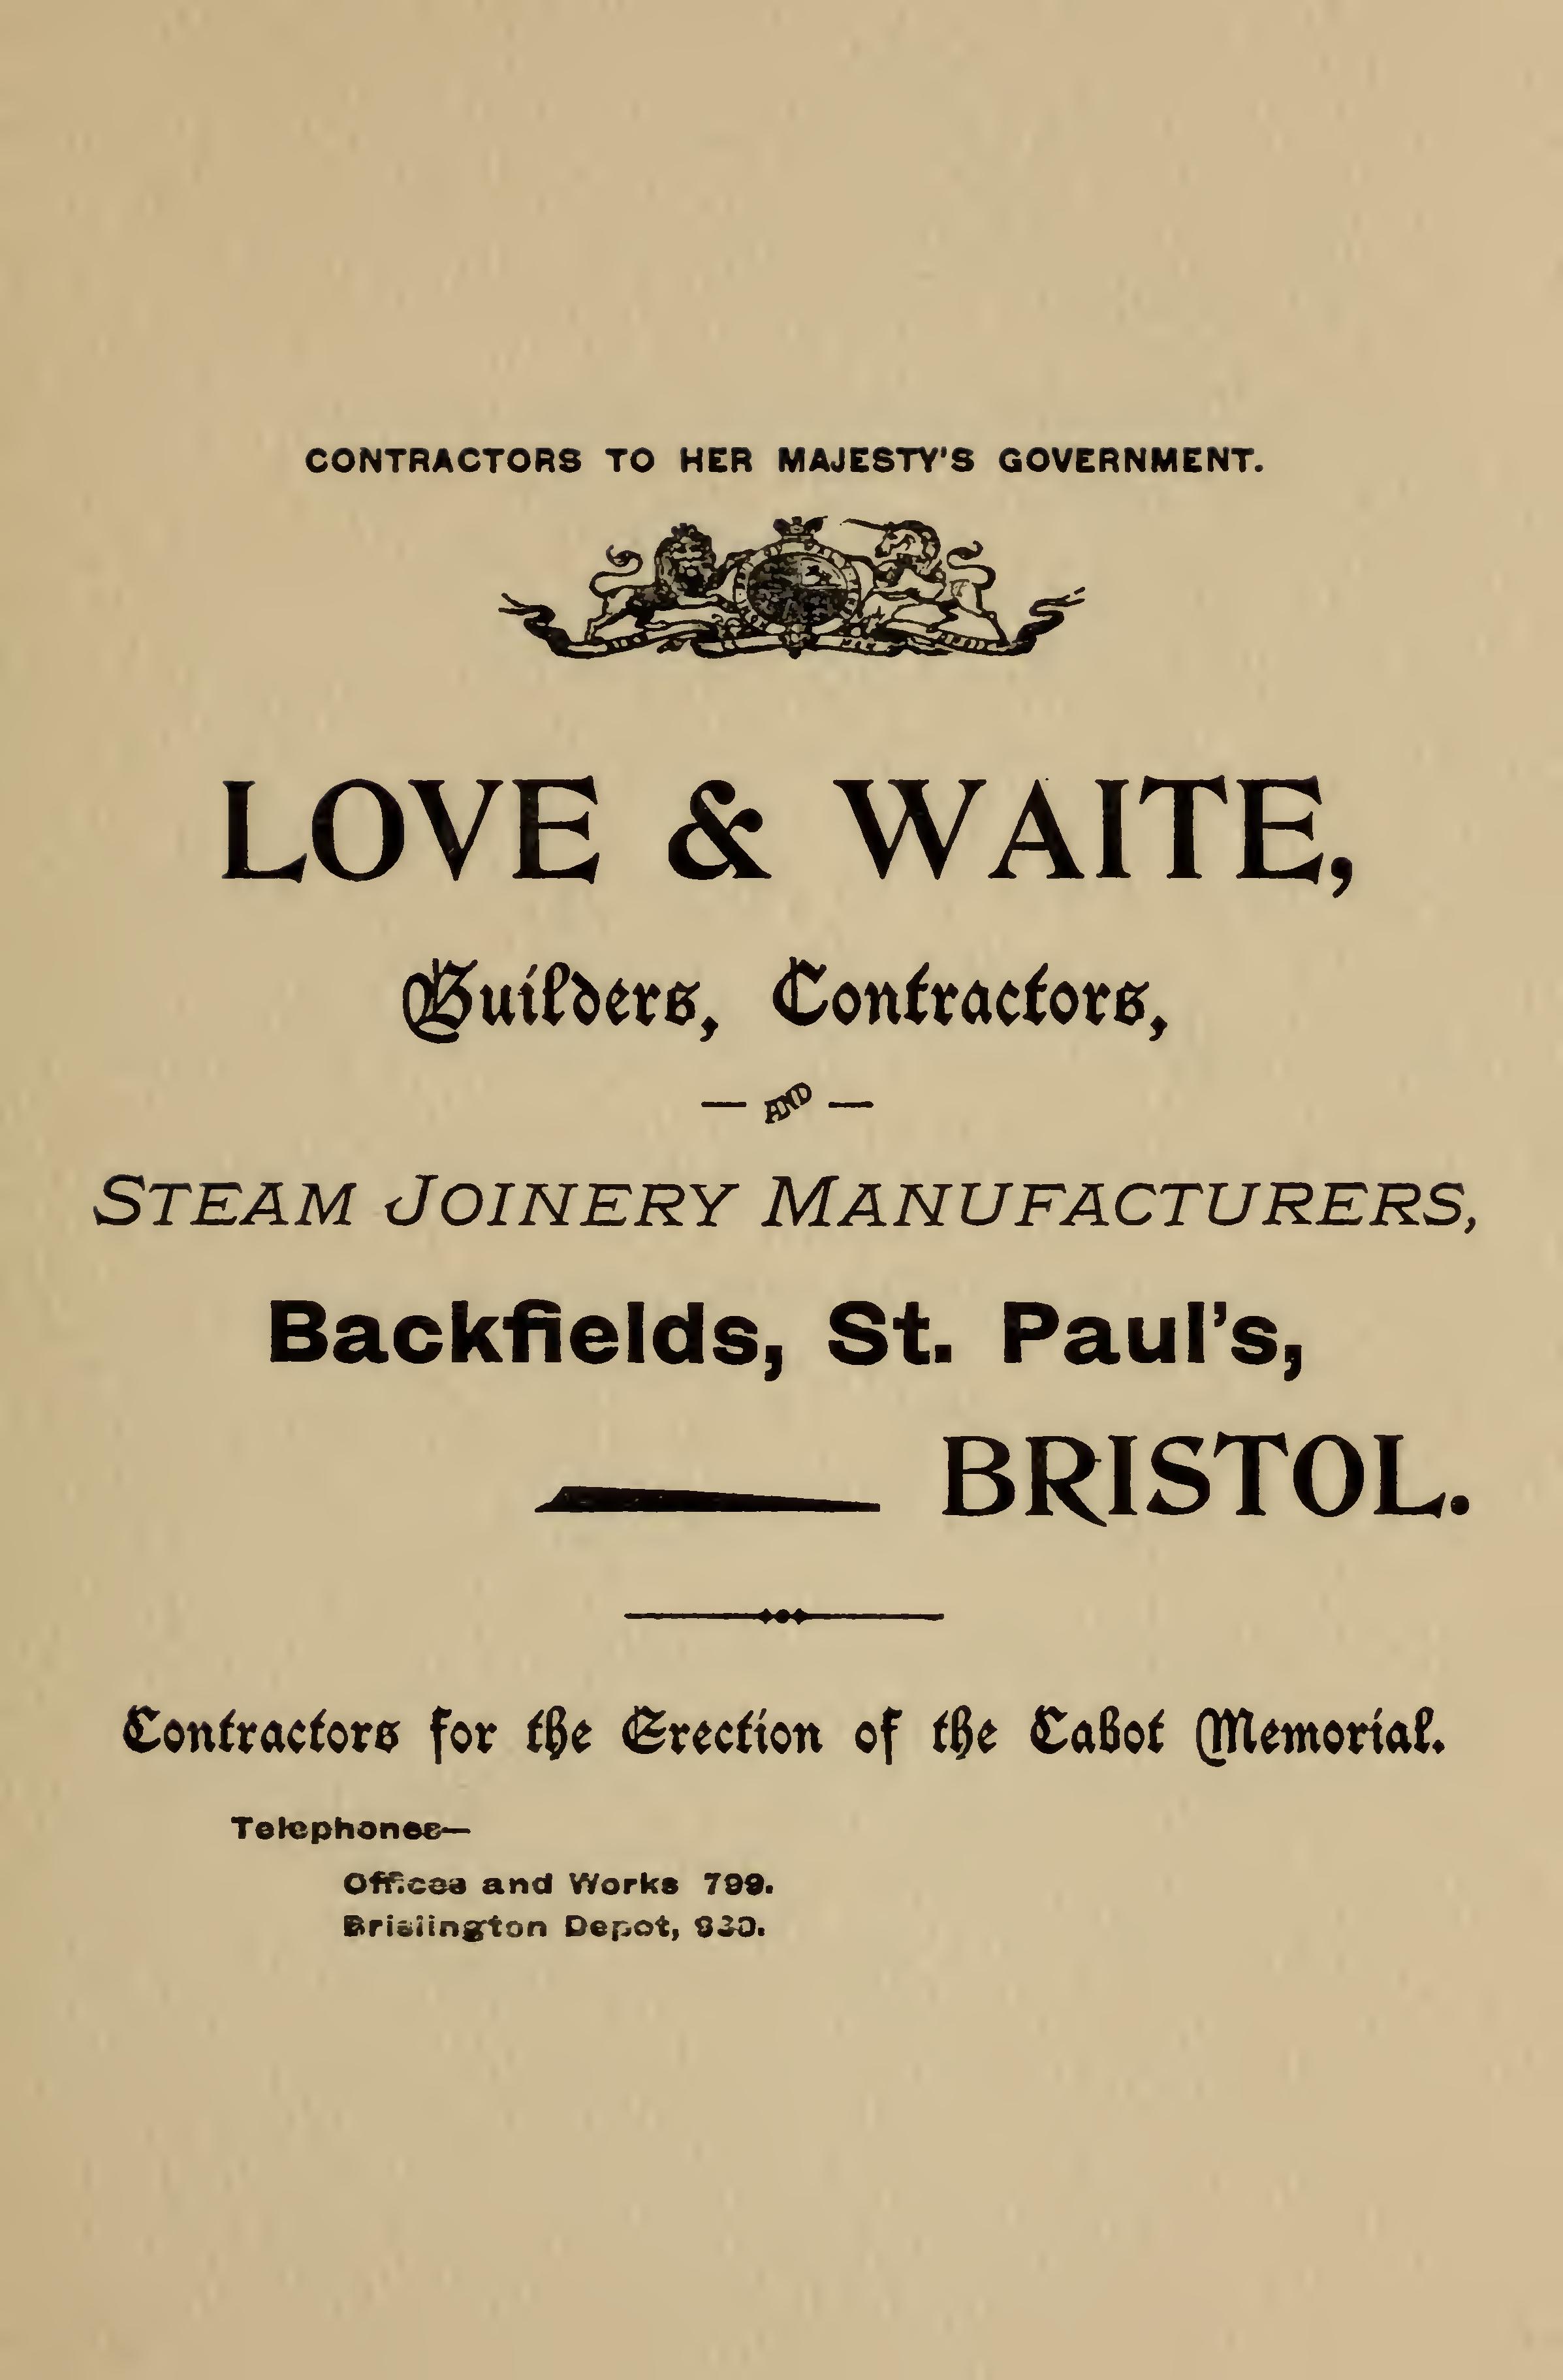 CONTRACTORS TO HER MAJESTY'S GOVERNMENT.
LOVE & WAITE,
Builders, Contractors,
— AND —
STEAM JOINERY MANUFACTURERS,
Backfields, St. Paul's,
BRISTOL.
Contractors for the Erection of the Cabot Memorial.
Telephones—
Offices and Works 799.
Brislington Depot,